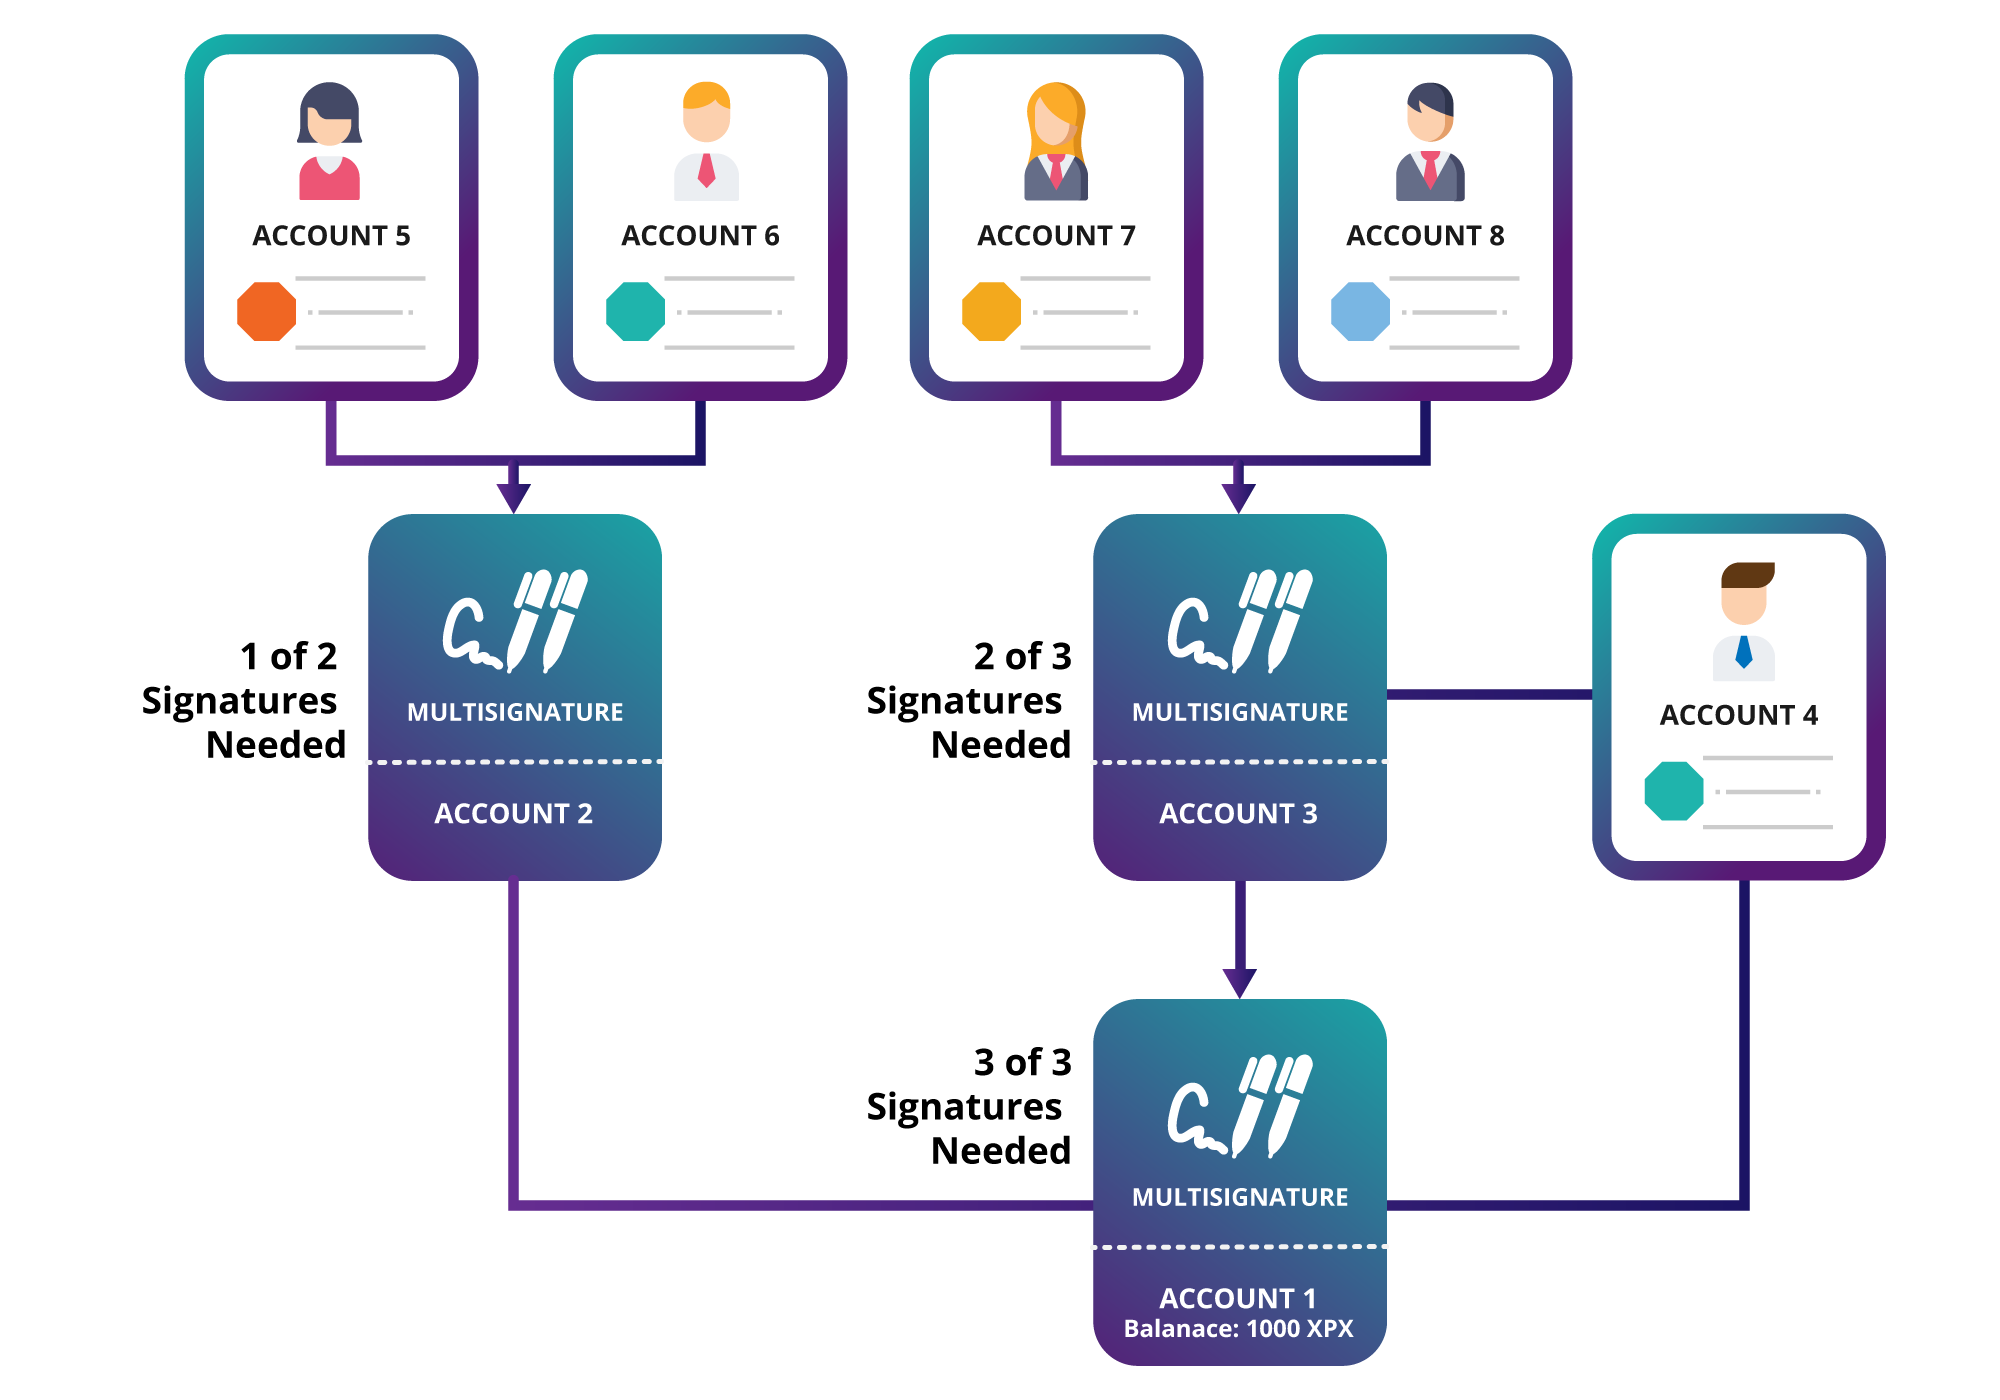 ACCOUNT 5
ACCOUNT 6
ACCOUNT 7
ACCOUNT 8
1 of 2
Signatures
Needed
MULTISIGNATURE
ACCOUNT 2
2 of 3
Signatures
Needed
MULTISIGNATURE
ACCOUNT 3
ACCOUNT 4
3 of 3
Signatures
Needed
MULTISIGNATURE
ACCOUNT 1
Balanace: 1000 XPX